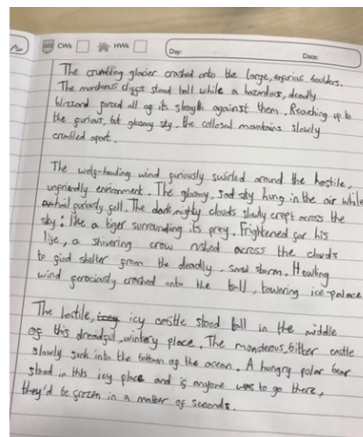 CW HW Day: Date:
The crumbling glacier crashed onto the large, enourius boulders.
The monstrous cliggs stood tall while a hazardous, deadly
blizzard forced all of its strength against them. Reaching up to
the furious, but gloomy sky, the collosal mountains slowly
crumbled apart.
The wolf-howling wind furiously swirled around the hostile,
unfriendly environment. The gloomy, sad sky hung in the air while
furiously fell. The dark, mighty clouds slowly crept across the
sky: like a tiger surrounding its prey. Frightened for his
life, a shivering crow rushed across the clouds
to find shelter from the deadly, snow storm. Howling
wind ferociously crashed onto the tall, towering ice-palace.
The hostile, icy castle stood tall in the middle
of this dreadful, wintery place. The monsterous, bitter castle
slowly sunk into the bottom of the ocean. A hungry polar bear
stood in this icy place and if anyone was to go there,
they'd be frozen in a matter of seconds.